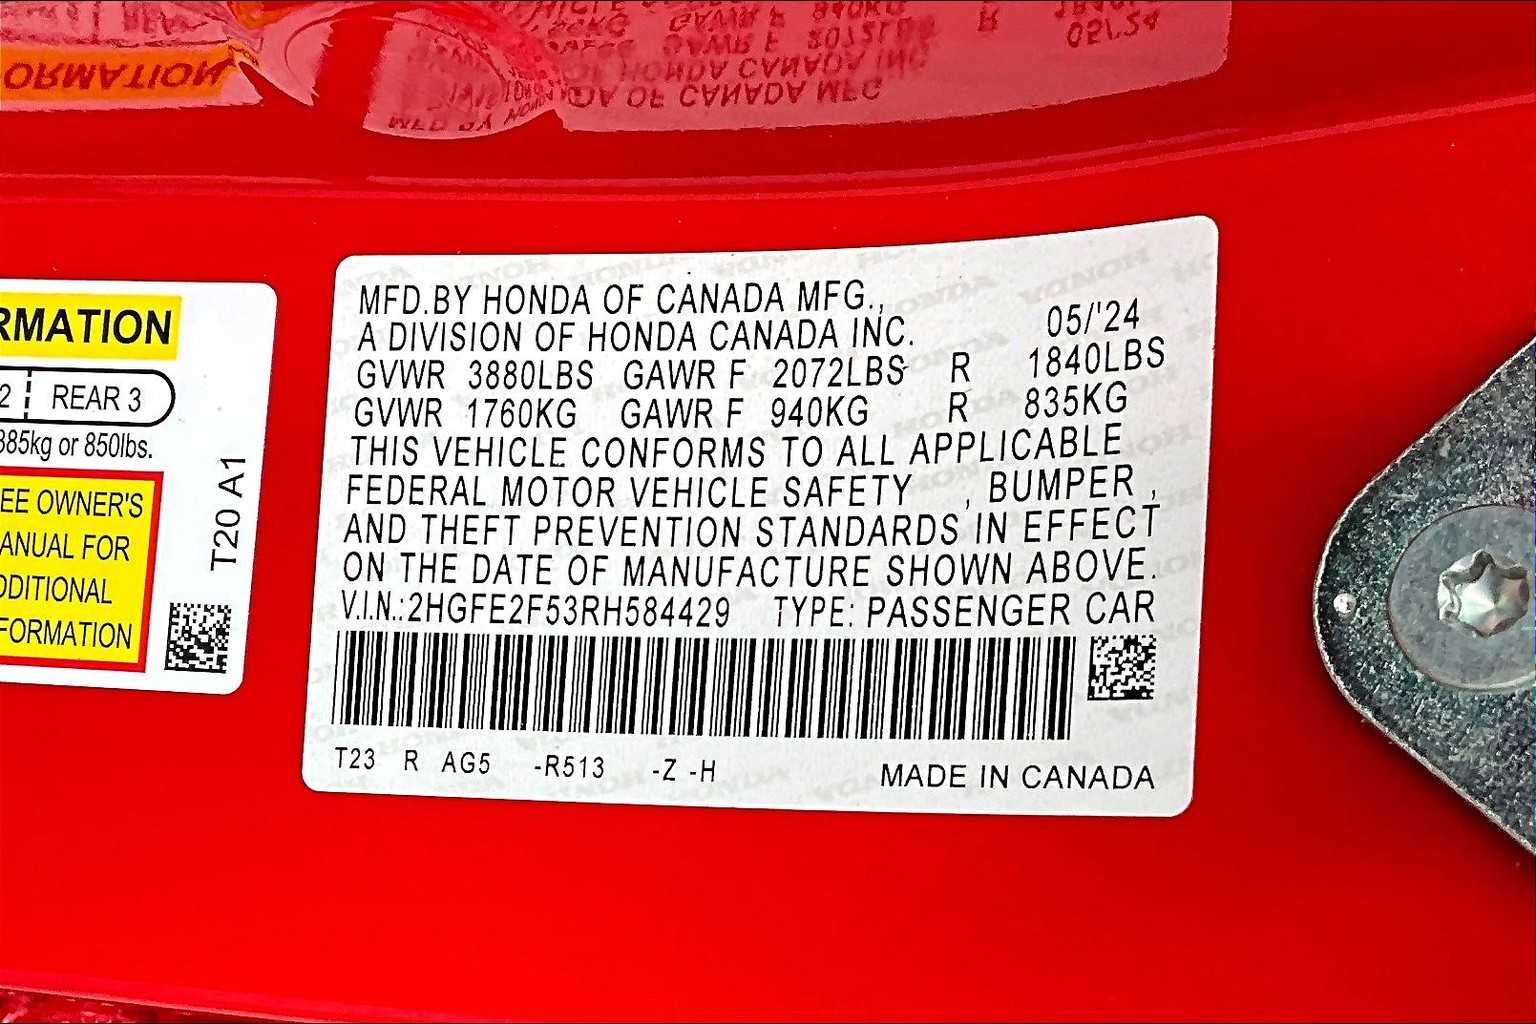 RMATION
2 REAR 3
385kg or 850lbs.
EE OWNER'S
ANUAL FOR
DDITIONAL
FORMATION
T20 A1
MFD.BY HONDA OF CANADA MFG.,
A DIVISION OF HONDA CANADA INC. 05/'24
GVWR 3880LBS GAWR F 2072LBS R 1840LBS
GVWR 1760KG GAWR F 940KG R 835KG
THIS VEHICLE CONFORMS TO ALL APPLICABLE
FEDERAL MOTOR VEHICLE SAFETY , BUMPER ,
AND THEFT PREVENTION STANDARDS IN EFFECT
ON THE DATE OF MANUFACTURE SHOWN ABOVE.
V.I.N.:2HGFE2F53RH584429 TYPE: PASSENGER CAR
T23 R AG5 -R513 -Z -H
MADE IN CANADA